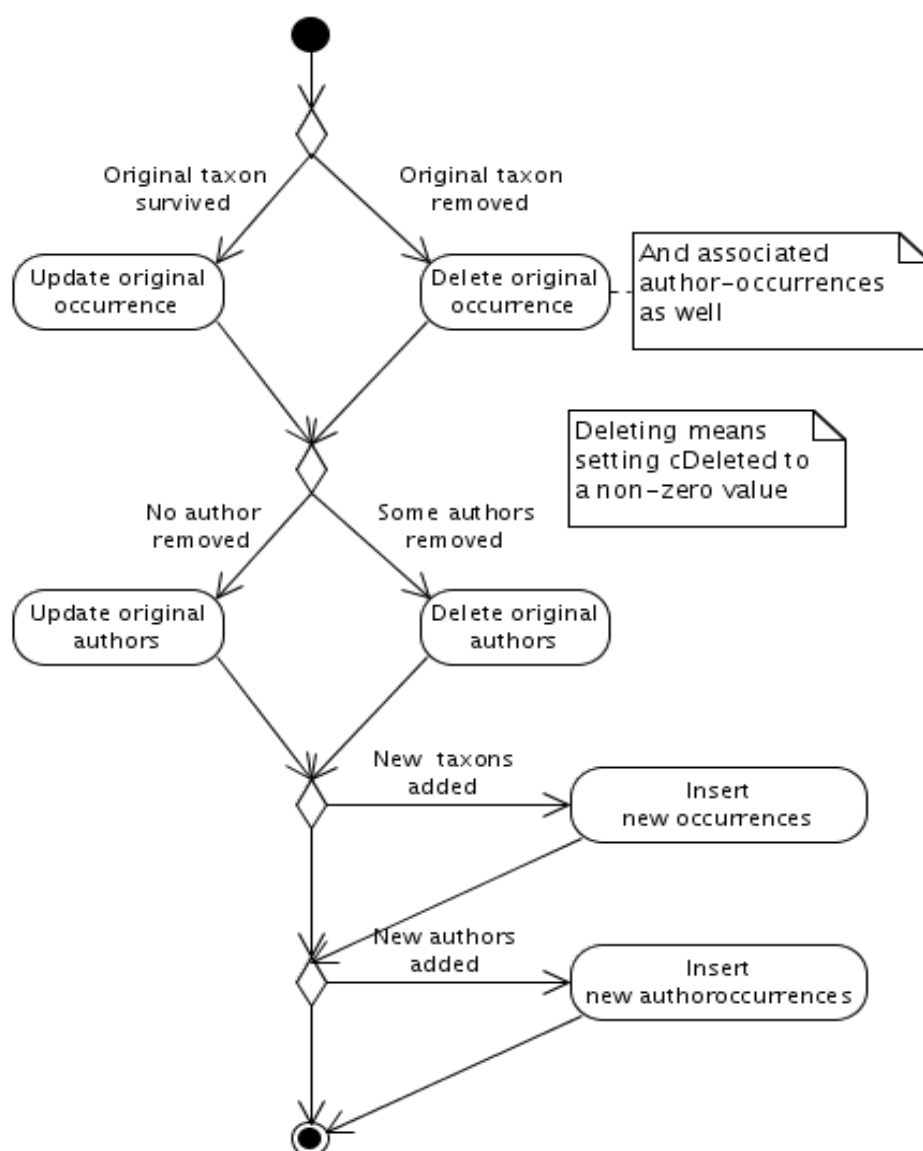 Original taxon
survived
Original taxon
removed
Update original
occurrence
Delete original
occurrence
And associated
author-occurrences
as well
Deleting means
setting cDeleted to
a non-zero value
No author
removed
Some authors
removed
Update original
authors
Delete original
authors
New taxons
added
Insert
new occurrences
New authors
added
Insert
new authoroccurrences